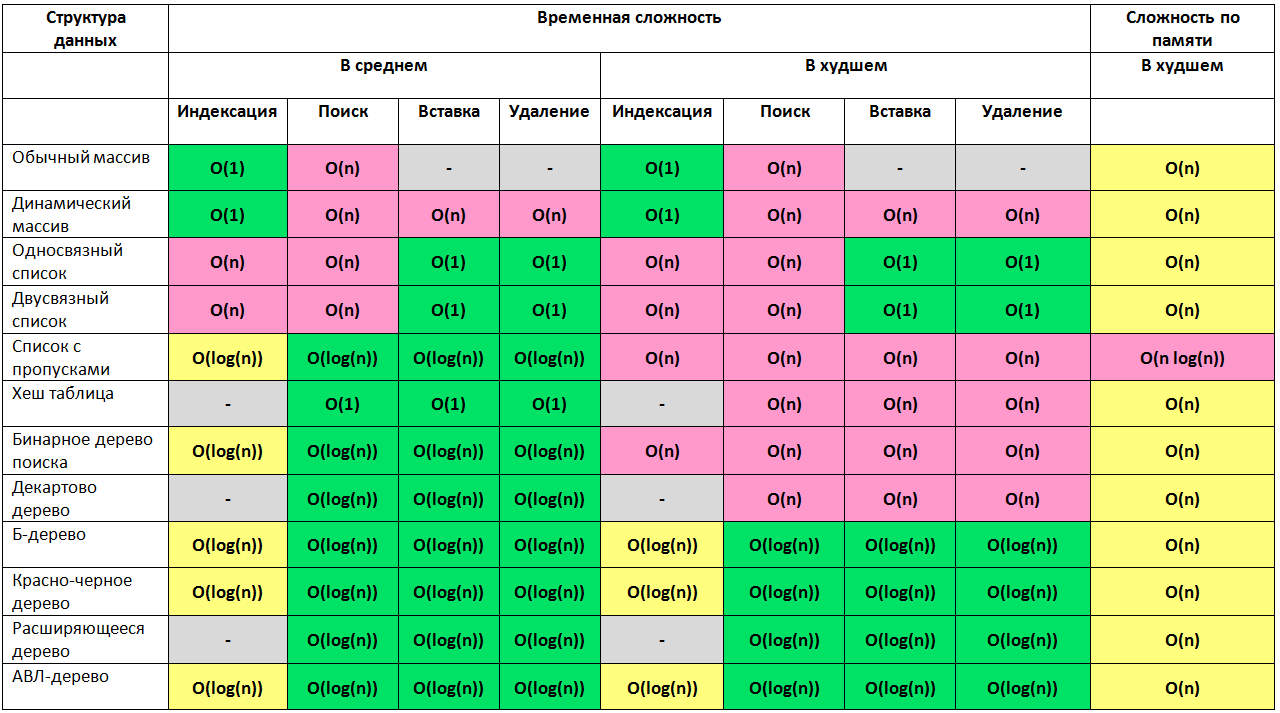 Структура Временная сложность Сложность по
данных памяти
В среднем В худшем В худшем
Индексация Поиск Вставка Удаление Индексация Поиск Вставка Удаление
Обычный массив O(1) O(n) - - O(1) O(n) - - O(n)
Динамический
массив O(1) O(n) O(n) O(n) O(1) O(n) O(n) O(n) O(n)
Односвязный
список O(n) O(n) O(1) O(1) O(n) O(n) O(1) O(1) O(n)
Двусвязный
список O(n) O(n) O(1) O(1) O(n) O(n) O(1) O(1) O(n)
Список с
пропусками O(log(n)) O(log(n)) O(log(n)) O(log(n)) O(n) O(n) O(n) O(n) O(n log(n))
Хеш таблица - O(1) O(1) O(1) - O(n) O(n) O(n) O(n)
Бинарное дерево
поиска O(log(n)) O(log(n)) O(log(n)) O(log(n)) O(n) O(n) O(n) O(n) O(n)
Декартово
дерево - O(log(n)) O(log(n)) O(log(n)) - O(n) O(n) O(n) O(n)
Б-дерево O(log(n)) O(log(n)) O(log(n)) O(log(n)) O(log(n)) O(log(n)) O(log(n)) O(log(n)) O(n)
Красно-черное
дерево O(log(n)) O(log(n)) O(log(n)) O(log(n)) O(log(n)) O(log(n)) O(log(n)) O(log(n)) O(n)
Расширяющееся
дерево - O(log(n)) O(log(n)) O(log(n)) - O(log(n)) O(log(n)) O(log(n)) O(n)
АВЛ-дерево O(log(n)) O(log(n)) O(log(n)) O(log(n)) O(log(n)) O(log(n)) O(log(n)) O(log(n)) O(n)